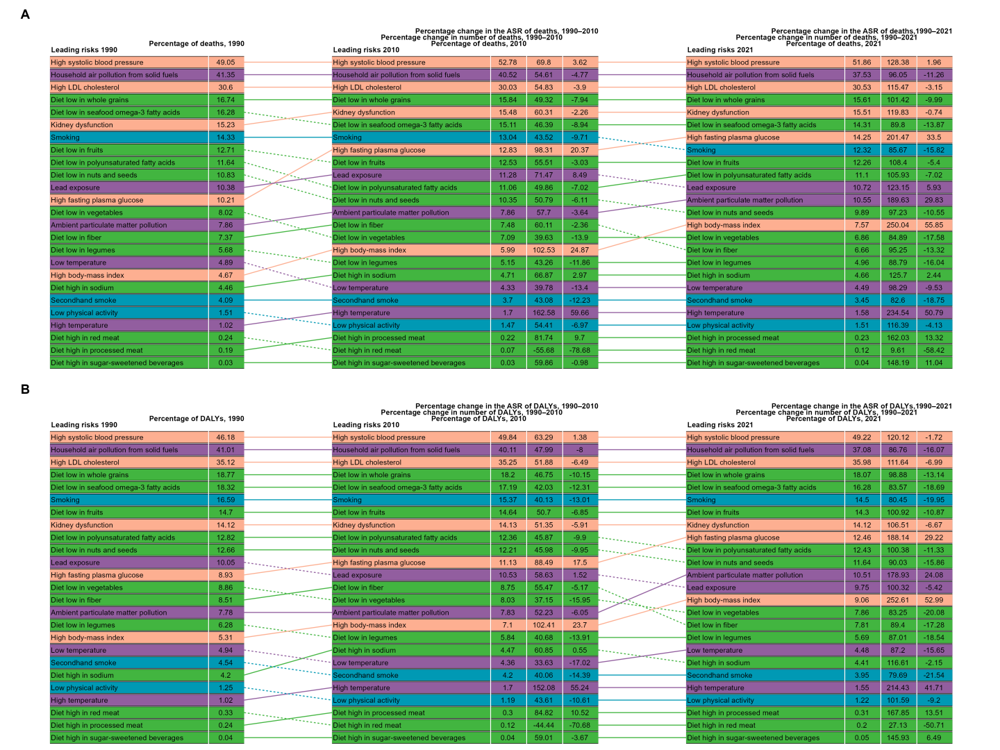 A
Percentage of deaths, 1990
Leading risks 1990
High systolic blood pressure 49.05
Household air pollution from solid fuels 41.35
High LDL cholesterol 30.6
Diet low in whole grains 16.74
Diet low in seafood omega-3 fatty acids 16.28
Kidney dysfunction 15.23
Smoking 14.33
Diet low in fruits 12.71
Diet low in polyunsaturated fatty acids 11.64
Diet low in nuts and seeds 10.83
Lead exposure 10.38
High fasting plasma glucose 10.21
Diet low in vegetables 8.02
Ambient particulate matter pollution 7.86
Diet low in fiber 7.37
Diet low in legumes 5.68
Low temperature 4.89
High body-mass index 4.67
Diet high in sodium 4.46
Secondhand smoke 4.09
Low physical activity 1.51
High temperature 1.02
Diet high in red meat 0.24
Diet high in processed meat 0.19
Diet high in sugar-sweetened beverages 0.03
Percentage change in the ASR of deaths, 1990–2010
Percentage change in number of deaths, 1990–2010
Percentage of deaths, 2010
Leading risks 2010
High systolic blood pressure 52.78 69.8 3.62
Household air pollution from solid fuels 40.52 54.61 -4.77
High LDL cholesterol 30.03 54.83 -3.9
Diet low in whole grains 15.84 49.32 -7.94
Kidney dysfunction 15.48 60.31 -2.26
Diet low in seafood omega-3 fatty acids 15.11 46.39 -8.94
Smoking 13.04 43.52 -9.71
High fasting plasma glucose 12.83 98.31 20.37
Diet low in fruits 12.53 55.51 -3.03
Lead exposure 11.28 71.47 8.49
Diet low in polyunsaturated fatty acids 11.06 49.86 -7.02
Diet low in nuts and seeds 10.35 50.79 -6.11
Ambient particulate matter pollution 7.86 57.7 -3.64
Diet low in fiber 7.48 60.11 -2.36
Diet low in vegetables 7.09 39.63 -13.9
High body-mass index 5.99 102.53 24.87
Diet low in legumes 5.15 43.26 -11.86
Diet high in sodium 4.71 66.87 2.97
Low temperature 4.33 39.78 -13.4
Secondhand smoke 3.7 43.08 -12.23
High temperature 1.7 162.58 59.66
Low physical activity 1.47 54.41 -6.97
Diet high in processed meat 0.22 81.74 9.7
Diet high in red meat 0.07 -55.68 -78.68
Diet high in sugar-sweetened beverages 0.03 59.86 -0.98
Percentage change in the ASR of deaths,1990–2021
Percentage change in number of deaths, 1990–2021
Percentage of deaths, 2021
Leading risks 2021
High systolic blood pressure 51.86 128.38 1.96
Household air pollution from solid fuels 37.53 96.05 -11.26
High LDL cholesterol 30.53 115.47 -3.15
Diet low in whole grains 15.61 101.42 -9.99
Kidney dysfunction 15.51 119.83 -0.74
Diet low in seafood omega-3 fatty acids 14.31 89.8 -13.87
High fasting plasma glucose 14.25 201.47 33.5
Smoking 12.32 85.67 -15.82
Diet low in fruits 12.26 108.4 -5.4
Diet low in polyunsaturated fatty acids 11.1 105.93 -7.02
Lead exposure 10.72 123.15 5.93
Ambient particulate matter pollution 10.55 189.63 29.83
Diet low in nuts and seeds 9.89 97.23 -10.55
High body-mass index 7.57 250.04 55.85
Diet low in vegetables 6.86 84.89 -17.58
Diet low in fiber 6.66 95.25 -13.32
Diet low in legumes 4.96 88.79 -16.04
Diet high in sodium 4.66 125.7 2.44
Low temperature 4.49 98.29 -9.53
Secondhand smoke 3.45 82.6 -18.75
High temperature 1.58 234.54 50.79
Low physical activity 1.51 116.39 -4.13
Diet high in processed meat 0.23 162.03 13.32
Diet high in red meat 0.12 9.61 -58.42
Diet high in sugar-sweetened beverages 0.04 148.19 11.04
B
Percentage of DALYs, 1990
Leading risks 1990
High systolic blood pressure 46.18
Household air pollution from solid fuels 41.01
High LDL cholesterol 35.12
Diet low in whole grains 18.77
Diet low in seafood omega-3 fatty acids 18.32
Smoking 16.59
Diet low in fruits 14.7
Kidney dysfunction 14.12
Diet low in polyunsaturated fatty acids 12.82
Diet low in nuts and seeds 12.66
Lead exposure 10.05
High fasting plasma glucose 8.93
Diet low in vegetables 8.86
Diet low in fiber 8.51
Ambient particulate matter pollution 7.78
Diet low in legumes 6.28
High body-mass index 5.31
Low temperature 4.94
Secondhand smoke 4.54
Diet high in sodium 4.2
Low physical activity 1.25
High temperature 1.02
Diet high in red meat 0.33
Diet high in processed meat 0.24
Diet high in sugar-sweetened beverages 0.04
Percentage change in the ASR of DALYs, 1990–2010
Percentage change in number of DALYs, 1990–2010
Percentage of DALYs, 2010
Leading risks 2010
High systolic blood pressure 49.84 63.29 1.38
Household air pollution from solid fuels 40.11 47.99 -8
High LDL cholesterol 35.25 51.88 -6.49
Diet low in whole grains 18.2 46.75 -10.15
Diet low in seafood omega-3 fatty acids 17.19 42.03 -12.31
Smoking 15.37 40.13 -13.01
Diet low in fruits 14.64 50.7 -6.85
Kidney dysfunction 14.13 51.35 -5.91
Diet low in polyunsaturated fatty acids 12.36 45.87 -9.9
Diet low in nuts and seeds 12.21 45.98 -9.95
High fasting plasma glucose 11.13 88.49 17.5
Lead exposure 10.53 58.63 1.52
Diet low in fiber 8.75 55.47 -5.17
Diet low in vegetables 8.03 37.15 -15.95
Ambient particulate matter pollution 7.83 52.23 -6.05
High body-mass index 7.1 102.41 23.7
Diet low in legumes 5.84 40.68 -13.91
Diet high in sodium 4.47 60.85 0.55
Low temperature 4.36 33.63 -17.02
Secondhand smoke 4.2 40.06 -14.39
High temperature 1.7 152.08 55.24
Low physical activity 1.19 43.61 -10.61
Diet high in processed meat 0.3 84.82 10.52
Diet high in red meat 0.12 -44.44 -70.68
Diet high in sugar-sweetened beverages 0.04 59.01 -3.67
Percentage change in the ASR of DALYs,1990–2021
Percentage change in number of DALYs, 1990–2021
Percentage of DALYs, 2021
Leading risks 2021
High systolic blood pressure 49.22 120.12 -1.72
Household air pollution from solid fuels 37.08 86.76 -16.07
High LDL cholesterol 35.98 111.64 -6.99
Diet low in whole grains 18.07 98.88 -13.14
Diet low in seafood omega-3 fatty acids 16.28 83.57 -18.69
Smoking 14.5 80.45 -19.95
Diet low in fruits 14.3 100.92 -10.87
Kidney dysfunction 14.12 106.51 -6.67
High fasting plasma glucose 12.46 188.14 29.22
Diet low in polyunsaturated fatty acids 12.43 100.38 -11.33
Diet low in nuts and seeds 11.64 90.03 -15.86
Ambient particulate matter pollution 10.51 178.93 24.08
Lead exposure 9.75 100.32 -5.42
High body-mass index 9.06 252.61 52.99
Diet low in vegetables 7.86 83.25 -20.08
Diet low in fiber 7.81 89.4 -17.28
Diet low in legumes 5.69 87.01 -18.54
Low temperature 4.48 87.2 -15.65
Diet high in sodium 4.41 116.61 -2.15
Secondhand smoke 3.95 79.69 -21.54
High temperature 1.55 214.43 41.71
Low physical activity 1.22 101.59 -9.2
Diet high in processed meat 0.31 167.85 13.51
Diet high in red meat 0.2 27.13 -50.71
Diet high in sugar-sweetened beverages 0.05 145.93 6.49